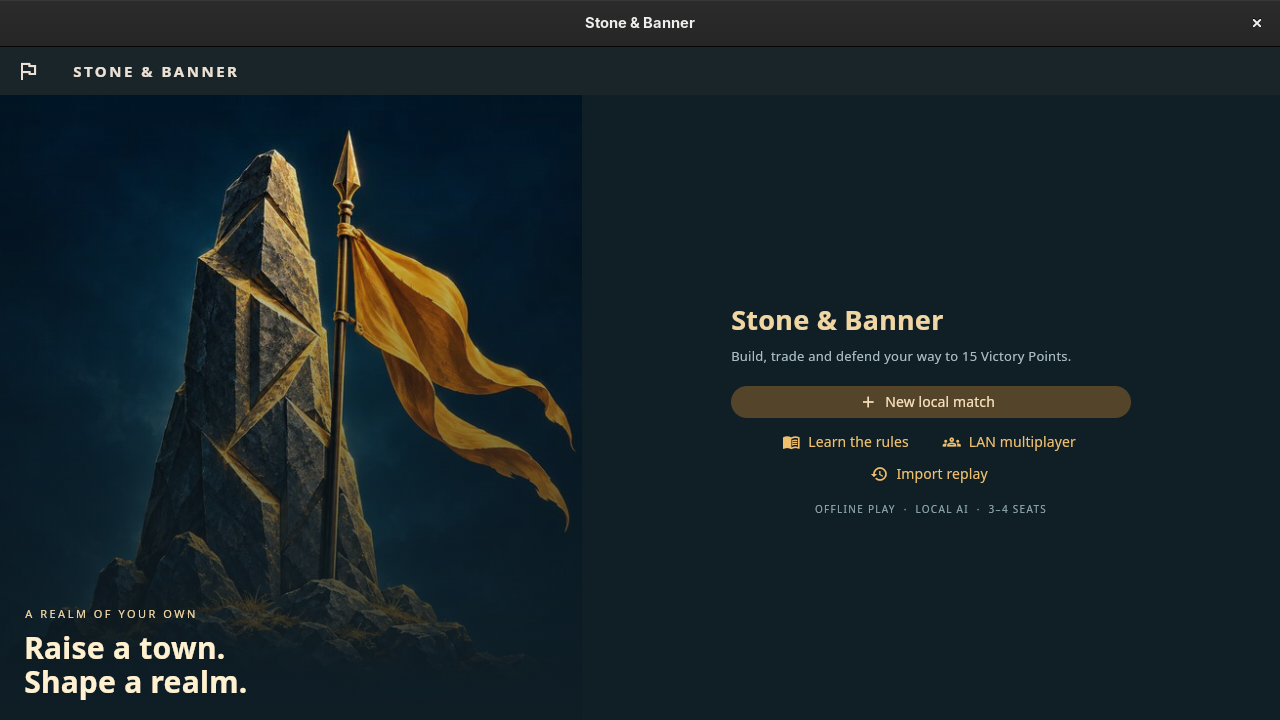 Stone & Banner
STONE & BANNER
A REALM OF YOUR OWN
Raise a town.
Shape a realm.
Stone & Banner
Build, trade and defend your way to 15 Victory Points.
New local match
Learn the rules
LAN multiplayer
Import replay
OFFLINE PLAY · LOCAL AI · 3–4 SEATS